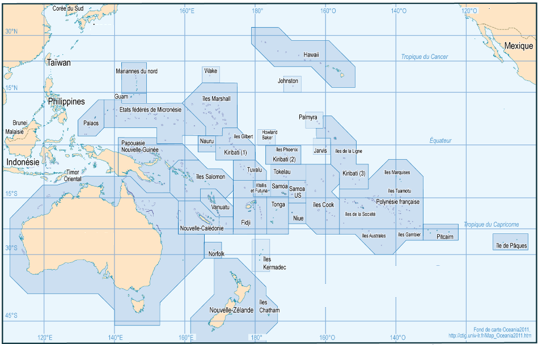 160°O
140°O
120°O
Corée du Sud
30°N
Hawaii
Tropique du Cancer
Mexique
Taiwan
Mariannes du nord
Wake
Johnston
15°N
Philippines
Guam
Iles Marshall
Etats fédérés de Micronésie
Palaos
Palmyra
Brunei
Malaisie
Nauru
Iles Gilbert
Howland
Baker
Équateur
Papouasie
Nouvelle-Guinée
Kiribati (1)
Iles Phoenix
Kiribati (2)
Jarvis
Iles de la Ligne
Indonésie
Timor
Oriental
Iles Salomon
Tuvalu
Tokelau
Kiribati (3)
Iles Marquises
15°S
Wallis
et Futuna
Samoa
Samoa
US
Iles Tuamotu
Vanuatu
Tonga
Iles Cook
Polynésie française
Fidji
Niue
Iles de la Société
Nouvelle-Calédonie
Tropique du Capricorne
Iles Australes
Iles Gambier
Pitcairn
30°S
Norfolk
Iles
Kermadec
Île de Pâques
Nouvelle-Zélande
Iles
Chatham
45°S
Fond de carte Oceania2011:
120°E
140°E
160°E
180°E
160°O
140°O